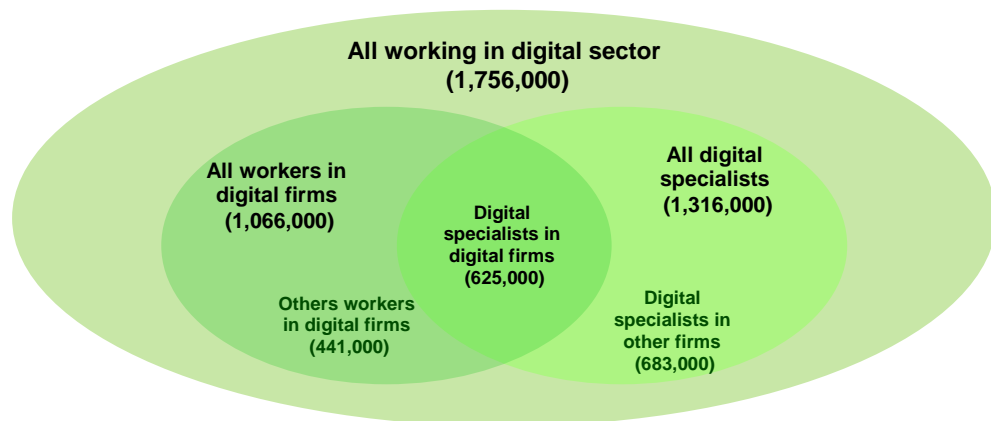 All working in digital sector
(1,756,000)
All workers in
digital firms
(1,066,000)
All digital
specialists
(1,316,000)
Digital
specialists in
digital firms
(625,000)
Others workers
in digital firms
(441,000)
Digital
specialists in
other firms
(683,000)